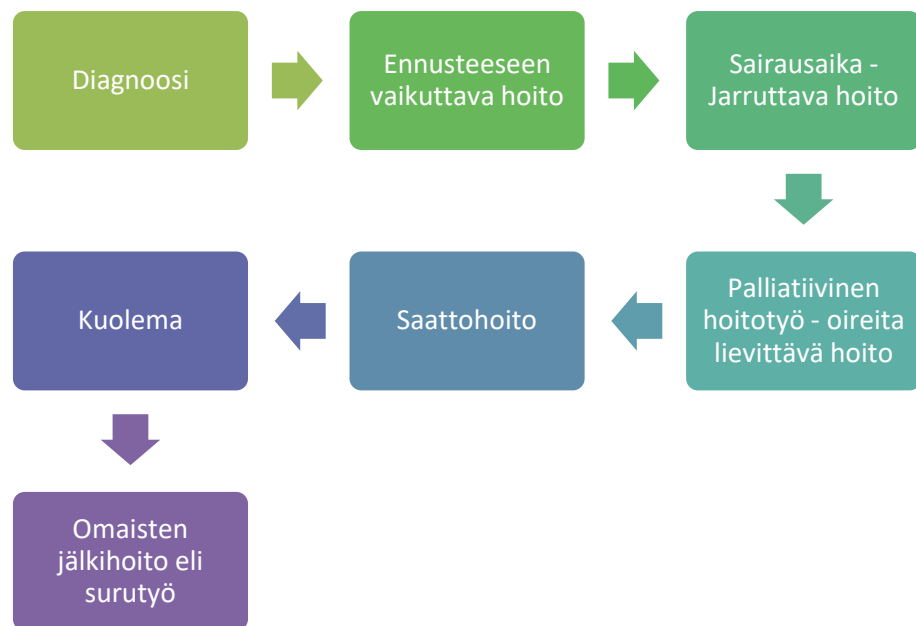 Diagnoosi
Ennusteeseen
vaikuttava hoito
Sairausaika -
Jarruttava hoito
Palliatiivinen
hoitotyö - oireita
lievittävä hoito
Saattohoito
Kuolema
Omaisten
jälkihoito eli
surutyö